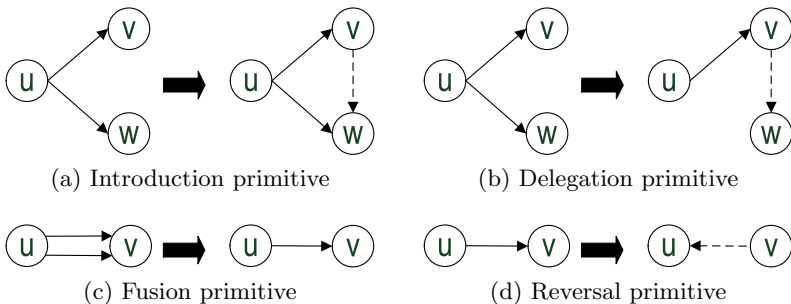 v v v v
u u u u
w w w w
(a) Introduction primitive (b) Delegation primitive
u v u v u v u v
(c) Fusion primitive (d) Reversal primitive